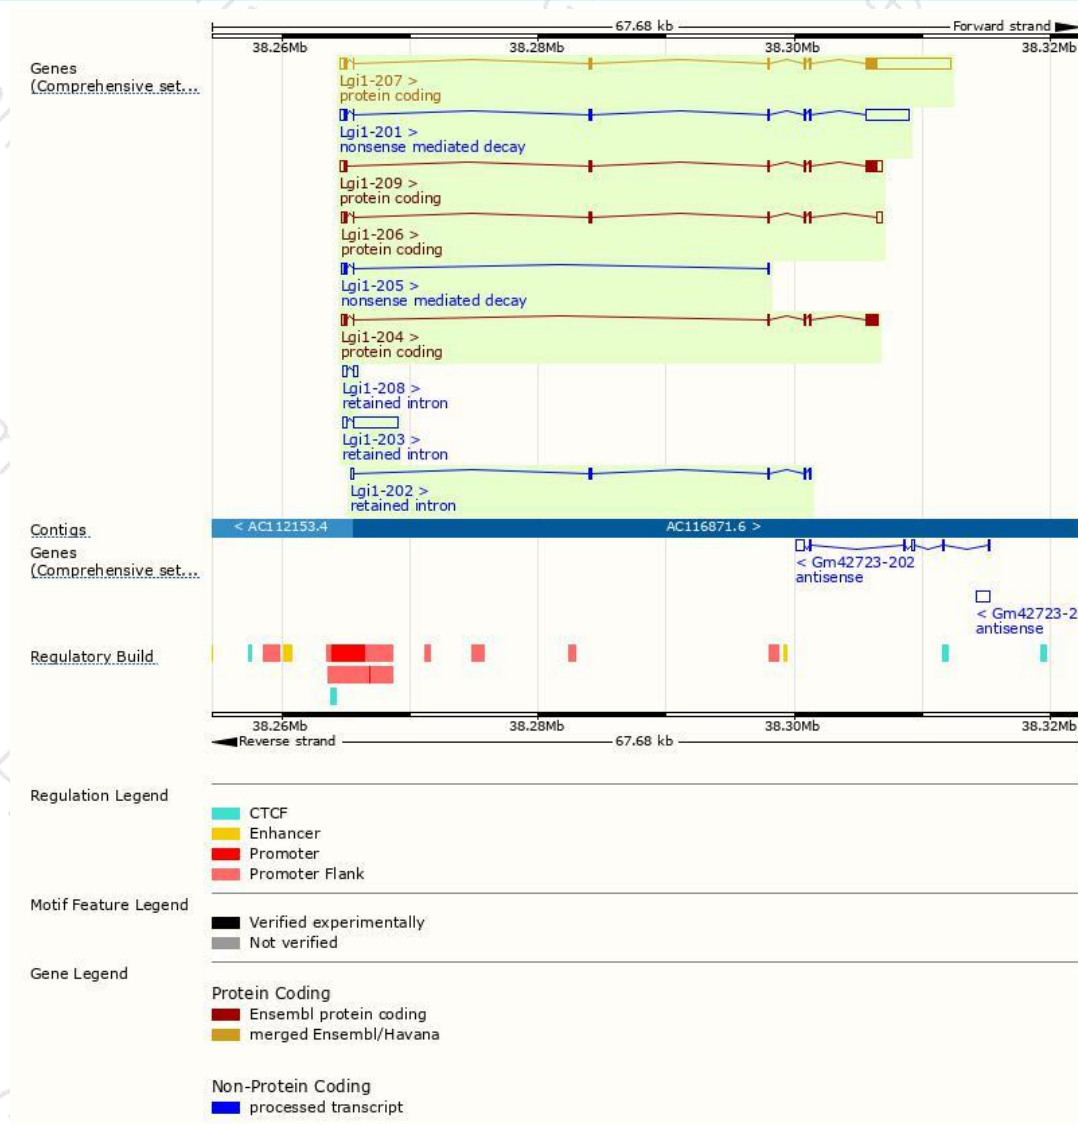 67.68 kb Forward strand
38.26Mb 38.28Mb 38.30Mb 38.32Mb
Genes
(Comprehensive set...
Lgi1-207 >
protein coding
Lgi1-201 >
nonsense mediated decay
Lgi1-209 >
protein coding
Lgi1-206 >
protein coding
Lgi1-205 >
nonsense mediated decay
Lgi1-204 >
protein coding
Lgi1-208 >
retained intron
Lgi1-203 >
retained intron
Lgi1-202 >
retained intron
Contigs < AC112153.4 AC116871.6 >
Genes
(Comprehensive set...
< Gm42723-202
antisense
< Gm42723-2
antisense
Regulatory Build
38.26Mb 38.28Mb 38.30Mb 38.32Mb
Reverse strand 67.68 kb
Regulation Legend
CTCF
Enhancer
Promoter
Promoter Flank
Motif Feature Legend
Verified experimentally
Not verified
Gene Legend
Protein Coding
Ensembl protein coding
merged Ensembl/Havana
Non-Protein Coding
processed transcript